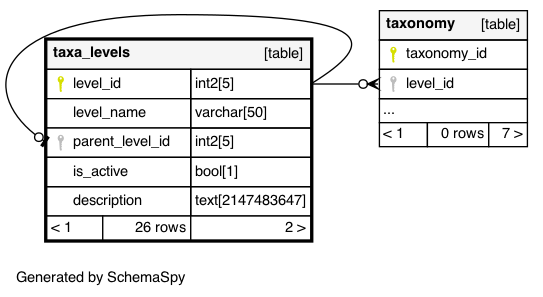 taxa_levels [table]
level_id int2[5]
level_name varchar[50]
parent_level_id int2[5]
is_active bool[1]
description text[2147483647]
< 1 26 rows 2 >
taxonomy [table]
taxonomy_id
level_id
...
< 1 0 rows 7 >
Generated by SchemaSpy